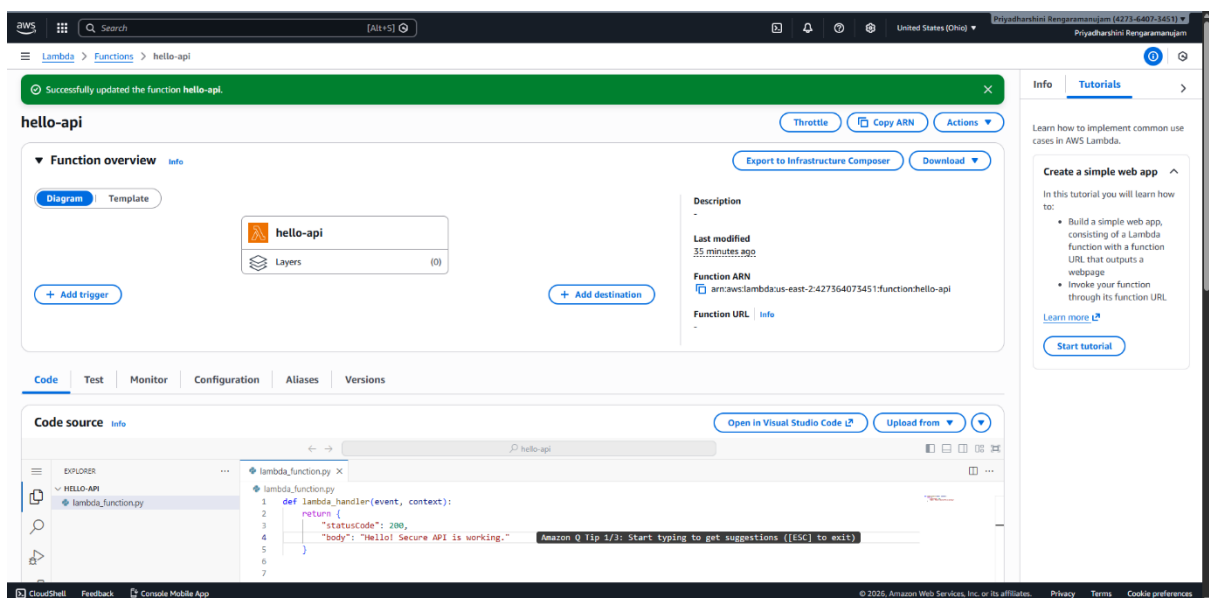 aws
Search
[Alt+S]
United States (Ohio) ▼
Priyadharshini Rengaramanujam (4273-6407-3451) ▼
Priyadharshini Rengaramanujam
Lambda > Functions > hello-api
Successfully updated the function hello-api.
hello-api
Throttle
Copy ARN
Actions ▼
▼ Function overview Info
Export to Infrastructure Composer
Download ▼
Diagram
Template
hello-api
Layers (0)
+ Add trigger
+ Add destination
Description
-
Last modified
35 minutes ago
Function ARN
arn:aws:lambda:us-east-2:427364073451:function:hello-api
Function URL Info
-
Code
Test
Monitor
Configuration
Aliases
Versions
Code source Info
Open in Visual Studio Code
Upload from ▼
hello-api
EXPLORER
HELLO-API
lambda_function.py
lambda_function.py
lambda_function.py
1 def lambda_handler(event, context):
2 return {
3 "statusCode": 200,
4 "body": "Hello! Secure API is working." Amazon Q Tip 1/3: Start typing to get suggestions ([ESC] to exit)
5 }
6
7
Info
Tutorials
Learn how to implement common use
cases in AWS Lambda.
Create a simple web app
In this tutorial you will learn how
to:
• Build a simple web app,
consisting of a Lambda
function with a function
URL that outputs a
webpage
• Invoke your function
through its function URL
Learn more
Start tutorial
CloudShell
Feedback
Console Mobile App
© 2026, Amazon Web Services, Inc. or its affiliates.
Privacy
Terms
Cookie preferences